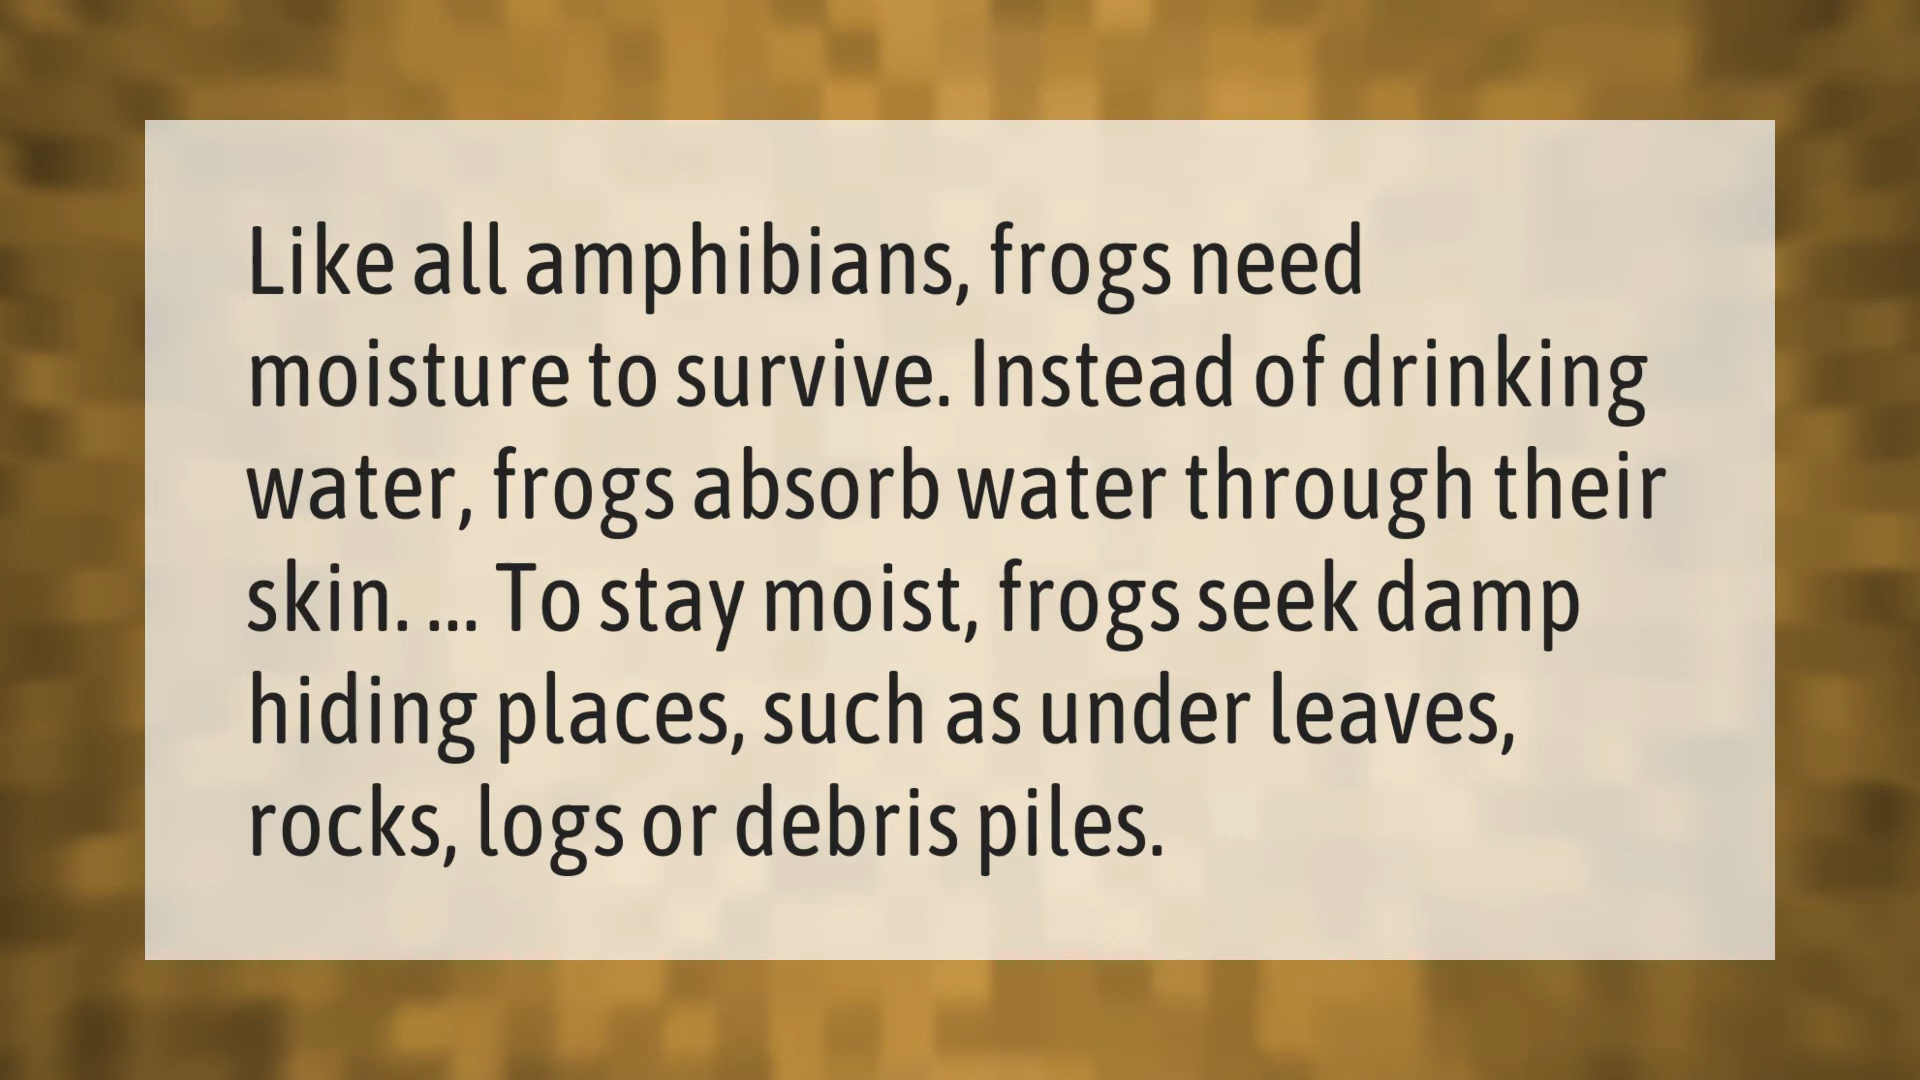 Like all amphibians, frogs need
moisture to survive. Instead of drinking
water, frogs absorb water through their
skin. ... To stay moist, frogs seek damp
hiding places, such as under leaves,
rocks, logs or debris piles.